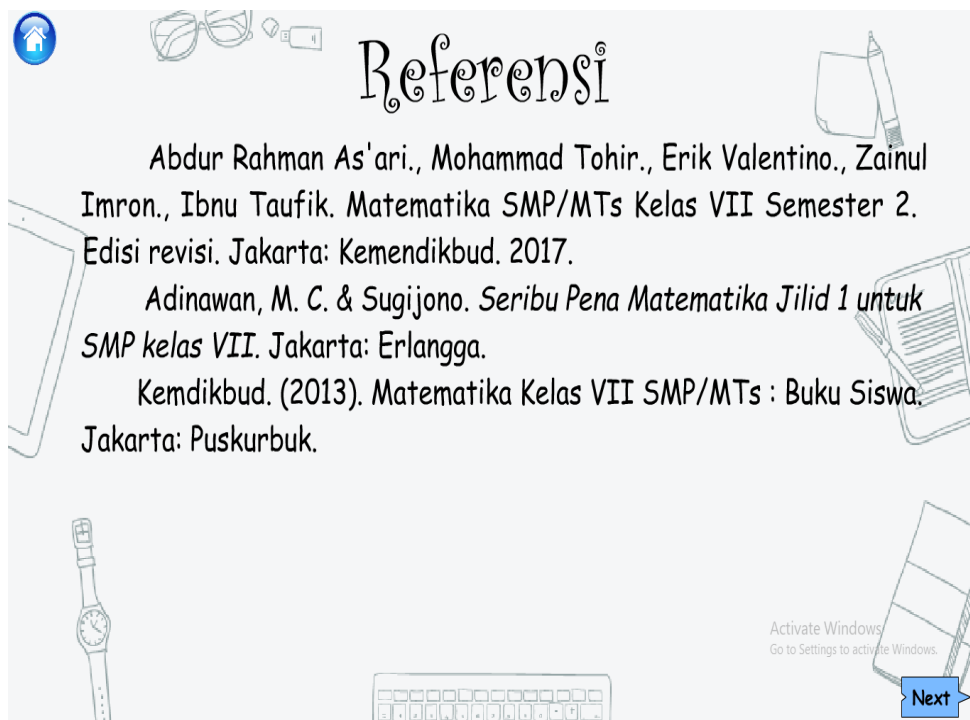 Referensi
Abdur Rahman As'ari., Mohammad Tohir., Erik Valentino., Zainul
Imron., Ibnu Taufik. Matematika SMP/MTs Kelas VII Semester 2.
Edisi revisi. Jakarta: Kemendikbud. 2017.
Adinawan, M. C. & Sugijono. Seribu Pena Matematika Jilid 1 untuk
SMP kelas VII. Jakarta: Erlangga.
Kemdikbud. (2013). Matematika Kelas VII SMP/MTs : Buku Siswa.
Jakarta: Puskurbuk.
Activate Windows
Go to Settings to activate Windows.
Next